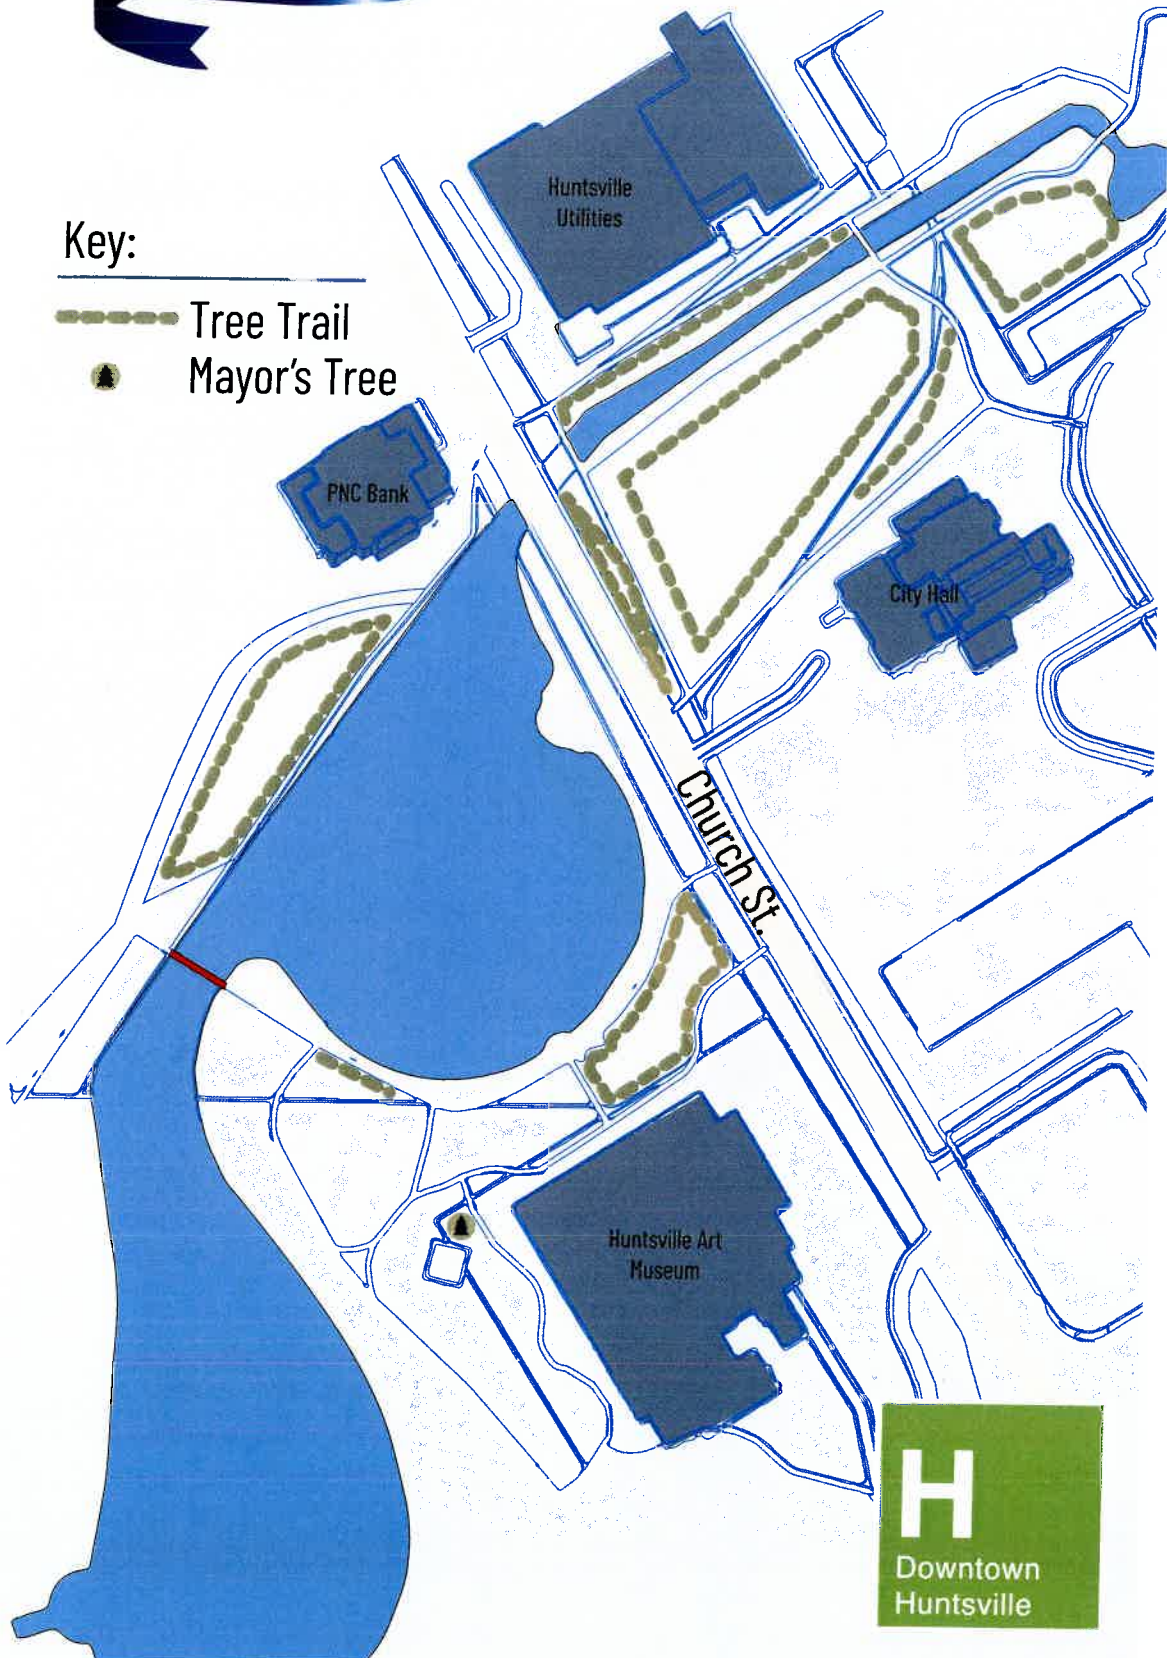 Key:
Tree Trail
Mayor's Tree
Huntsville
Utilities
PNC Bank
City Hall
Church St.
Huntsville Art
Museum
H
Downtown
Huntsville